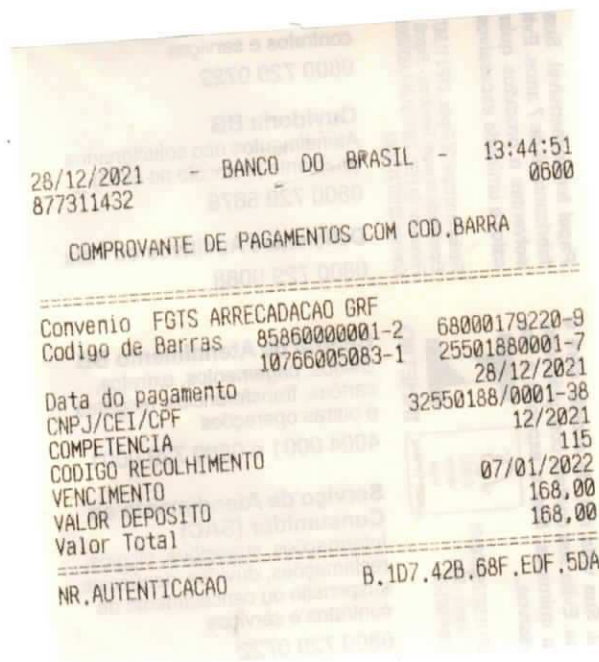 28/12/2021 - BANCO DO BRASIL - 13:44:51
877311432 0600
COMPROVANTE DE PAGAMENTOS COM COD.BARRA
Convenio FGTS ARRECADACAO GRF
Codigo de Barras 85860000001-2 68000179220-9
10766005083-1 25501880001-7
Data do pagamento 28/12/2021
CNPJ/CEI/CPF 32550188/0001-38
COMPETENCIA 12/2021
CODIGO RECOLHIMENTO 115
VENCIMENTO 07/01/2022
VALOR DEPOSITO 168,00
Valor Total 168,00
NR.AUTENTICACAO B.1D7.42B.68F.EDF.5DA